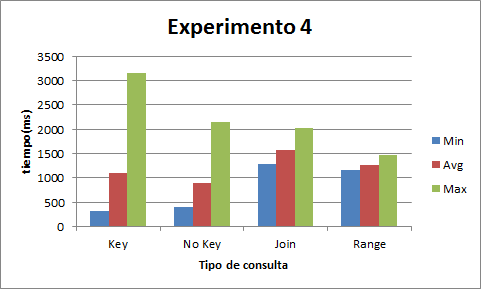 Experimento 4
tiempo(ms)
3500
3000
2500
2000
1500
1000
500
0
Key
No Key
Join
Range
Tipo de consulta
Min
Avg
Max